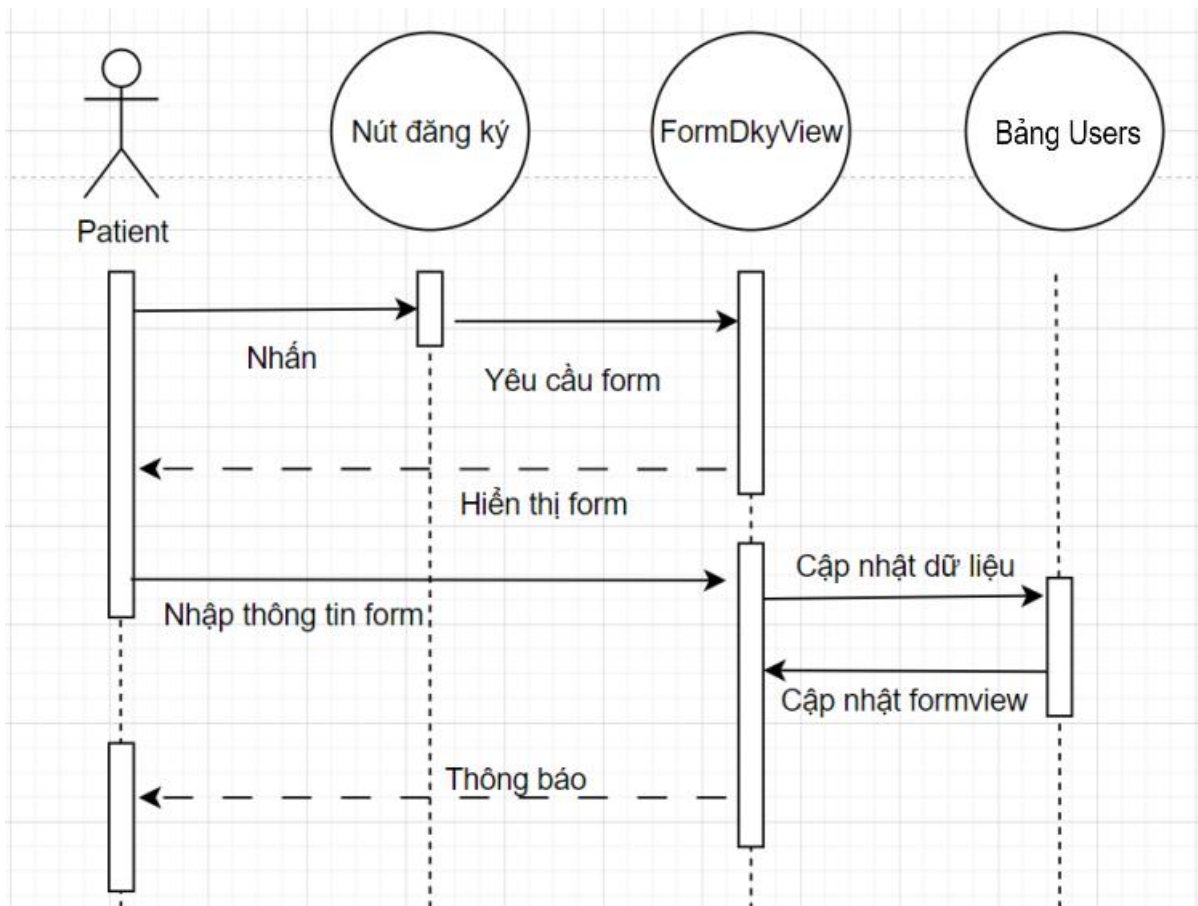 Nút đăng ký
FormDkyView
Bảng Users
Patient
Nhấn
Yêu cầu form
Hiển thị form
Cập nhật dữ liệu
Nhập thông tin form
Cập nhật formview
Thông báo